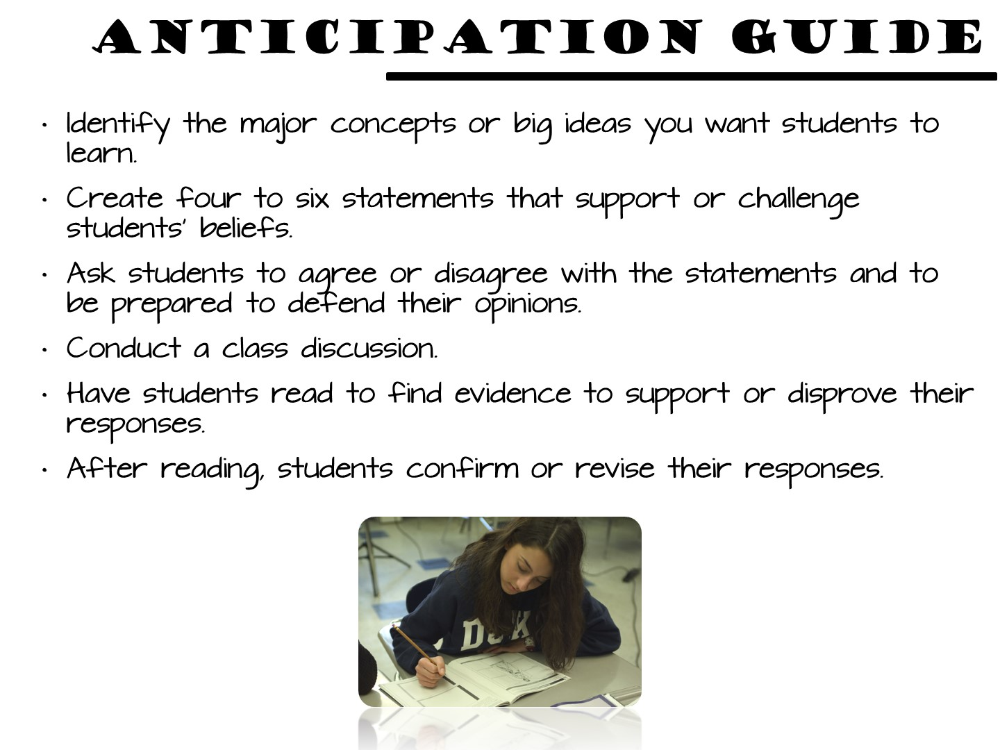 ANTICIPATION GUIDE
• Identify the major concepts or big ideas you want students to
learn.
• Create four to six statements that support or challenge
students' beliefs.
• Ask students to agree or disagree with the statements and to
be prepared to defend their opinions.
• Conduct a class discussion.
• Have students read to find evidence to support or disprove their
responses.
• After reading, students confirm or revise their responses.